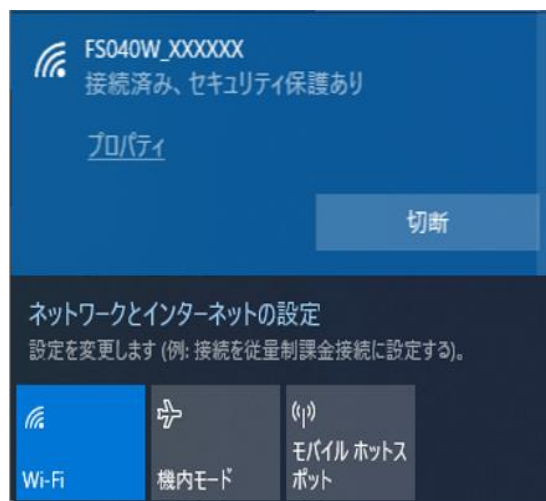 FS040W_XXXXXX
接続済み、セキュリティ保護あり
プロパティ
切断
ネットワークとインターネットの設定
設定を変更します (例: 接続を従量制課金接続に設定する)。
Wi-Fi
機内モード
モバイル ホットス
ポット